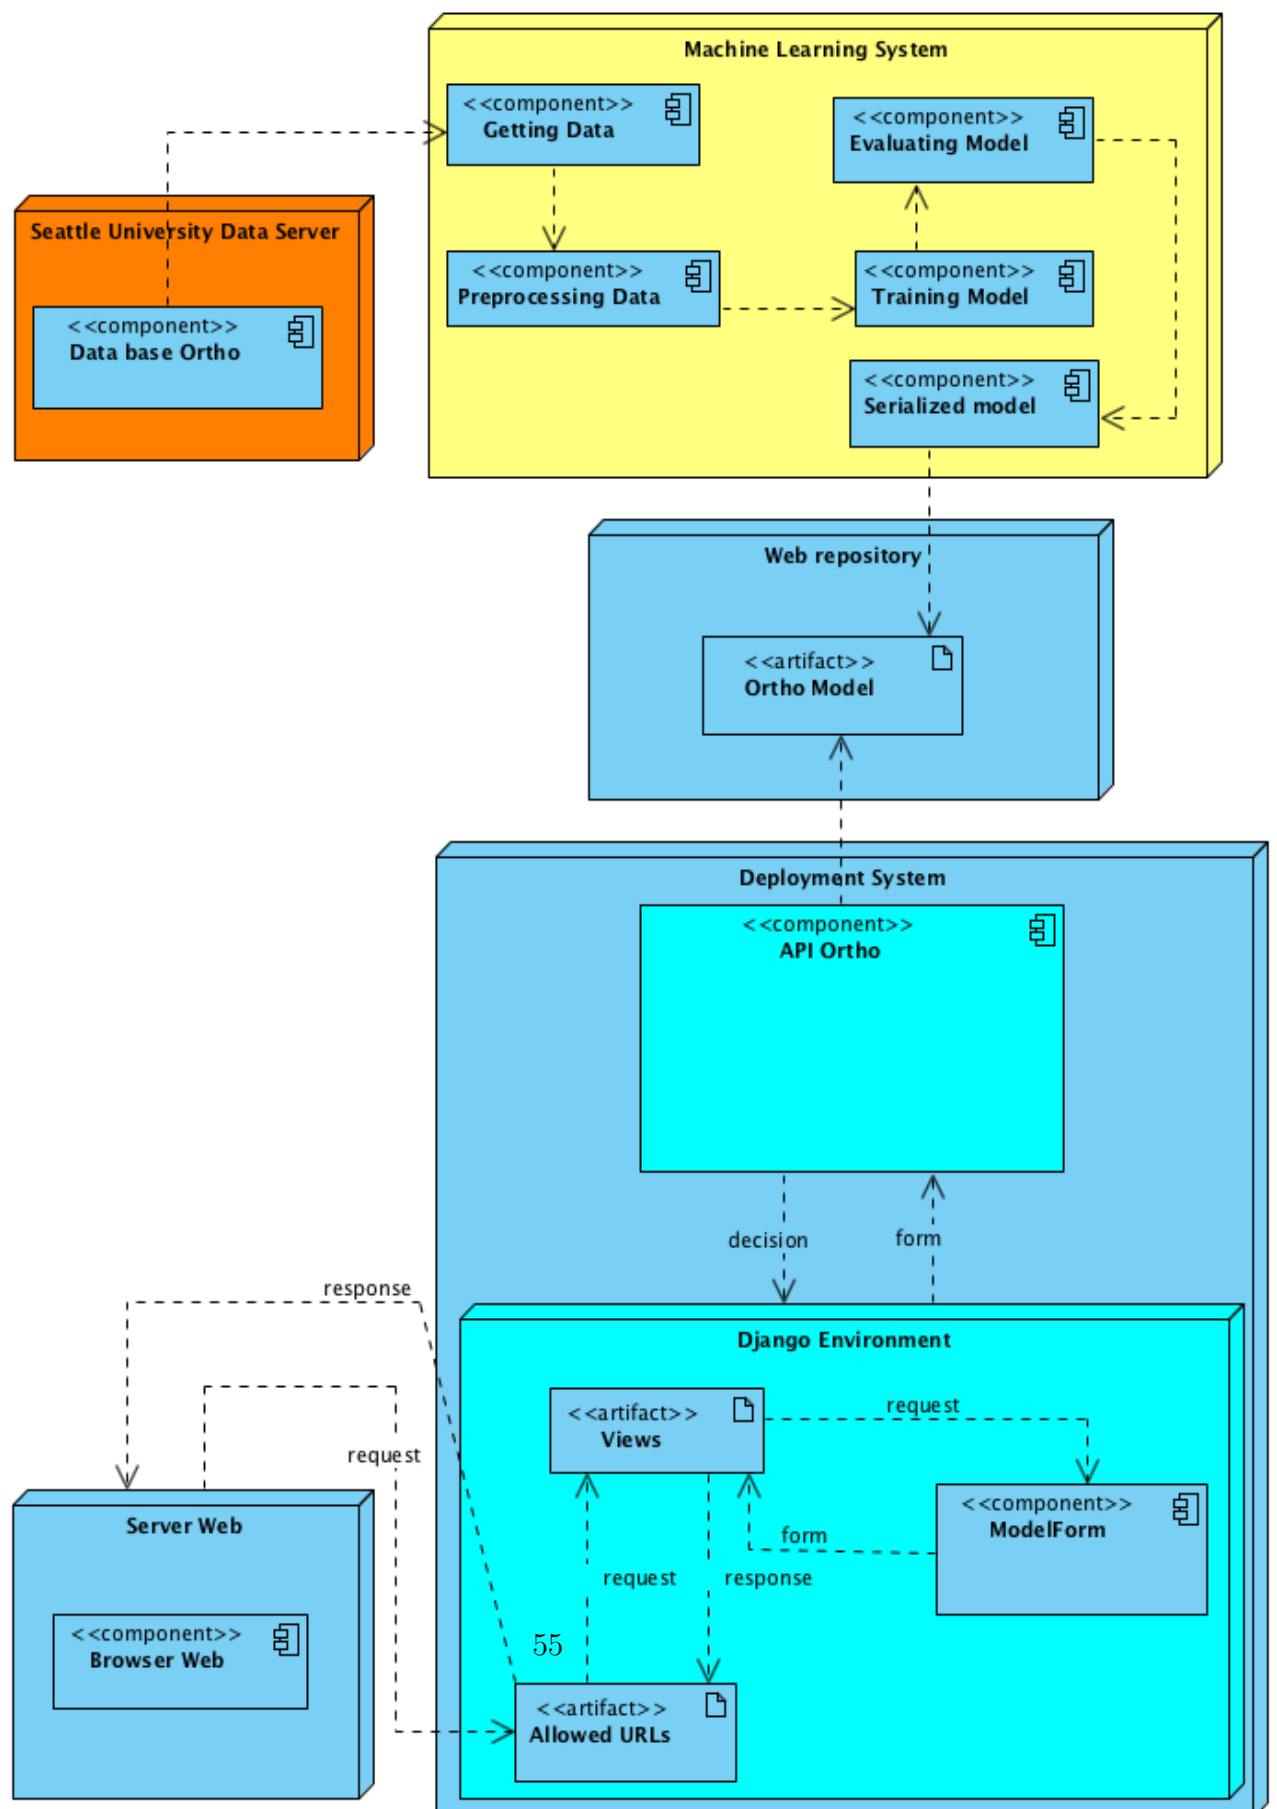 Machine Learning System
<<component>>
Getting Data
<<component>>
Evaluating Model
Seattle University Data Server
<<component>>
Data base Ortho
<<component>>
Preprocessing Data
<<component>>
Training Model
<<component>>
Serialized model
Web repository
<<artifact>>
Ortho Model
Deployment System
<<component>>
API Ortho
decision
form
response
request
Django Environment
<<artifact>>
Views
request
<<component>>
ModelForm
form
request
response
Server Web
<<component>>
Browser Web
55
<<artifact>>
Allowed URLs